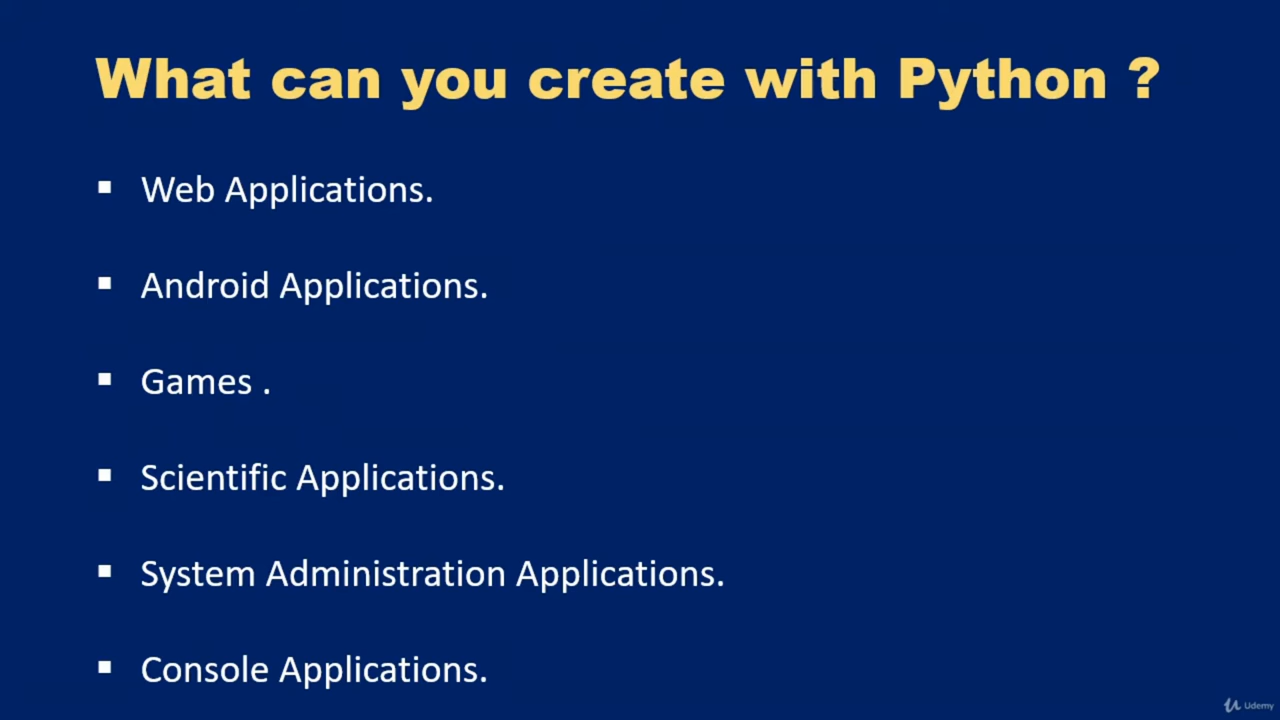 What can you create with Python ?
▪ Web Applications.
▪ Android Applications.
▪ Games .
▪ Scientific Applications.
▪ System Administration Applications.
▪ Console Applications.
Udemy